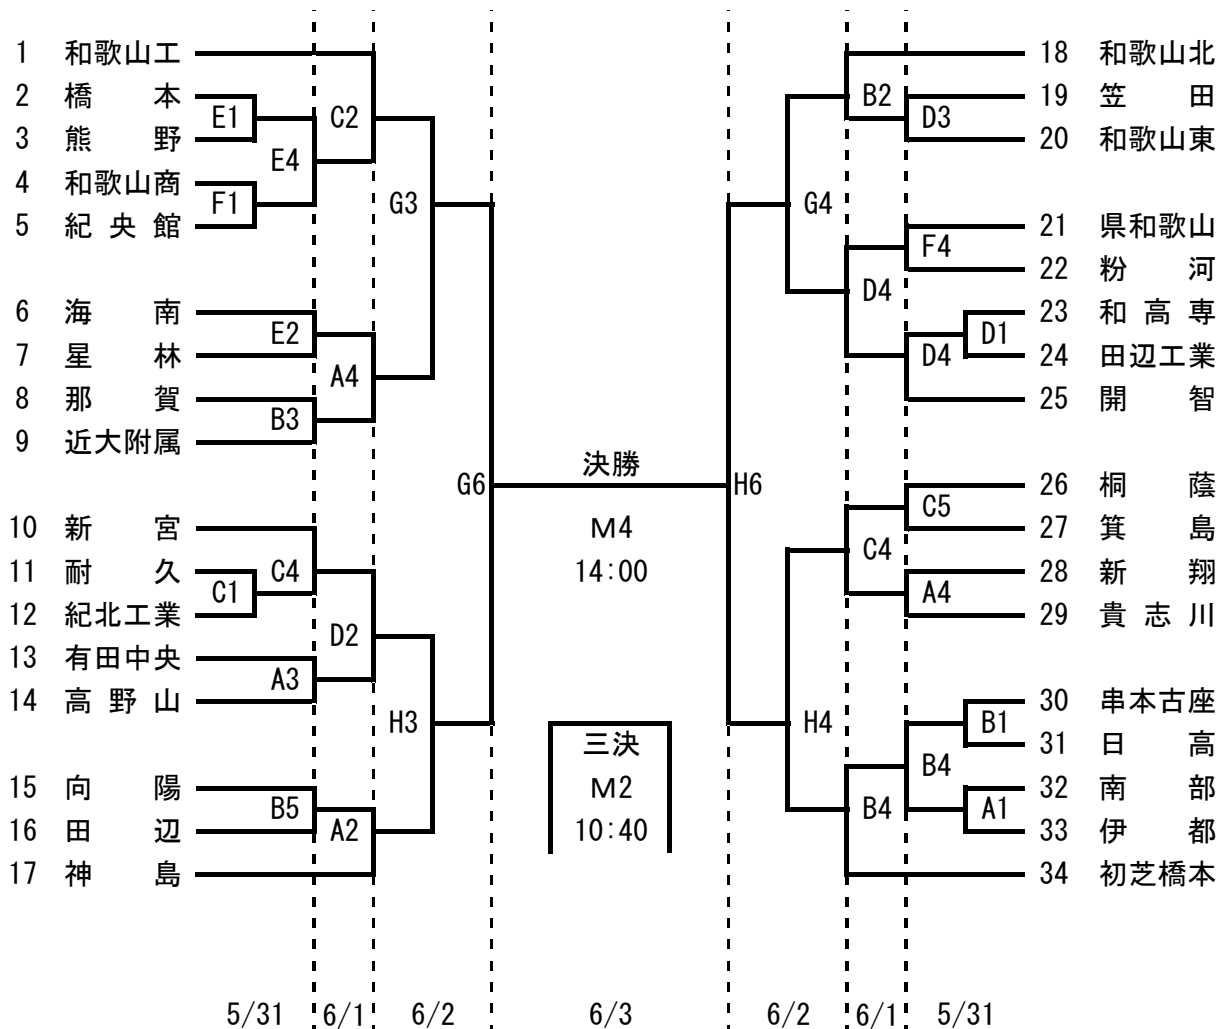 1 和歌山工
2 橋本
3 熊野
4 和歌山商
5 紀央館
6 海南
7 星林
8 那賀
9 近大附属
10 新宮
11 耐久
12 紀北工業
13 有田中央
14 高野山
15 向陽
16 田辺
17 神島
E1
F1
E4
C2
E2
B3
A4
G3
C1
C4
A3
D2
B5
A2
H3
G6
決勝
M4
14:00
三決
M2
10:40
H6
G4
H4
B2
D4
C4
B4
D3
F4
D4
D1
C5
A4
B4
B1
A1
18 和歌山北
19 笠田
20 和歌山東
21 県和歌山
22 粉河
23 和高専
24 田辺工業
25 開智
26 桐蔭
27 箕島
28 新翔
29 貴志川
30 串本古座
31 日高
32 南部
33 伊都
34 初芝橋本
5/31 6/1 6/2 6/3 6/2 6/1 5/31